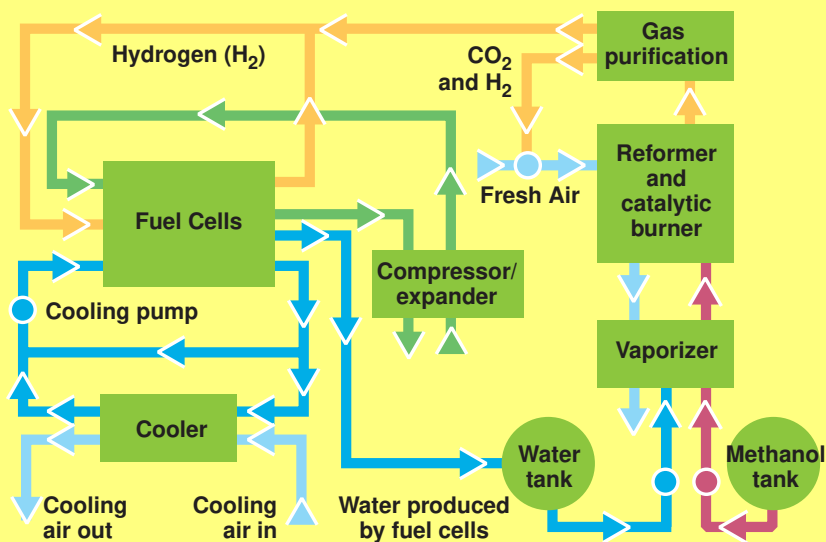 Gas
purification
Hydrogen (H₂)
CO₂
and H₂
Reformer
and
catalytic
burner
Fresh Air
Fuel Cells
Compressor/
expander
Cooling pump
Vaporizer
Cooler
Water
tank
Methanol
tank
Cooling
air out
Cooling
air in
Water produced
by fuel cells